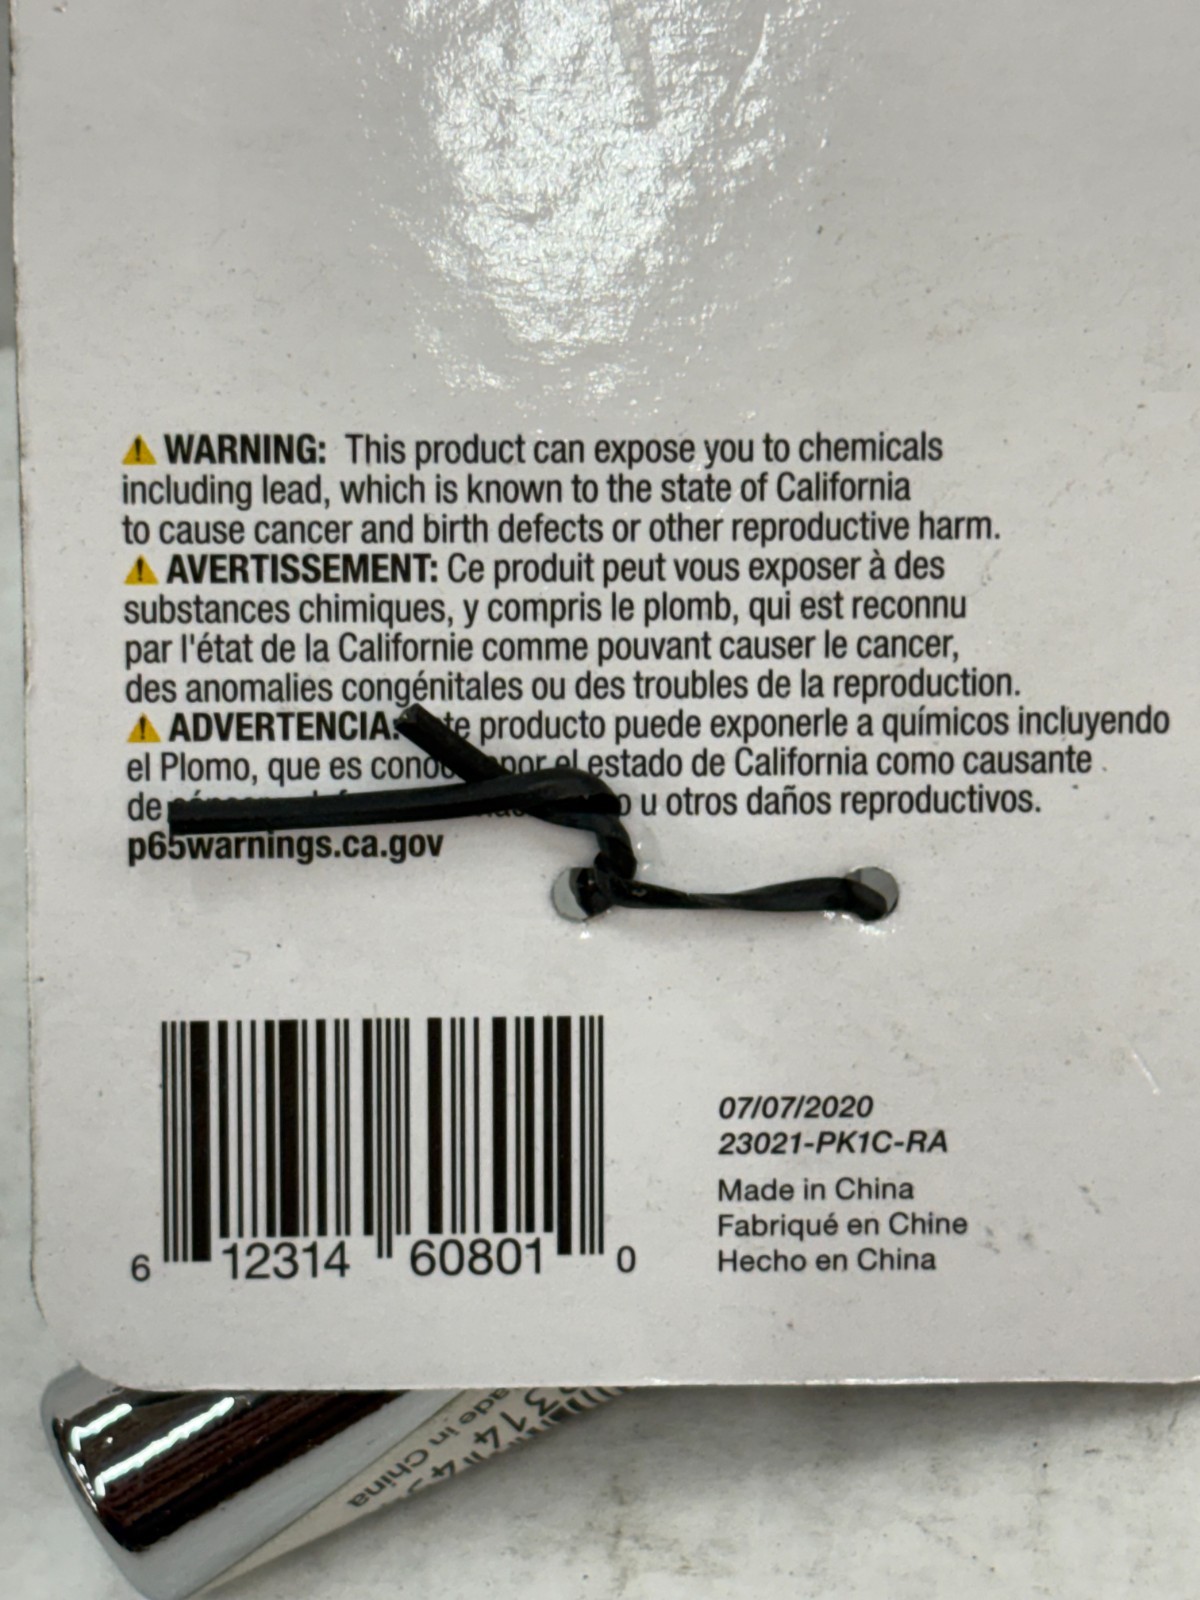 ⚠ WARNING: This product can expose you to chemicals
including lead, which is known to the state of California
to cause cancer and birth defects or other reproductive harm.
⚠ AVERTISSEMENT: Ce produit peut vous exposer à des
substances chimiques, y compris le plomb, qui est reconnu
par l'état de la Californie comme pouvant causer le cancer,
des anomalies congénitales ou des troubles de la reproduction.
⚠ ADVERTENCIA: producto puede exponerle a químicos incluyendo
el Plomo, que es por el estado de California como causante
de u otros daños reproductivos.
p65warnings.ca.gov
6 12314 60801 0
07/07/2020
23021-PK1C-RA
Made in China
Fabriqué en Chine
Hecho en China
314
ade in China